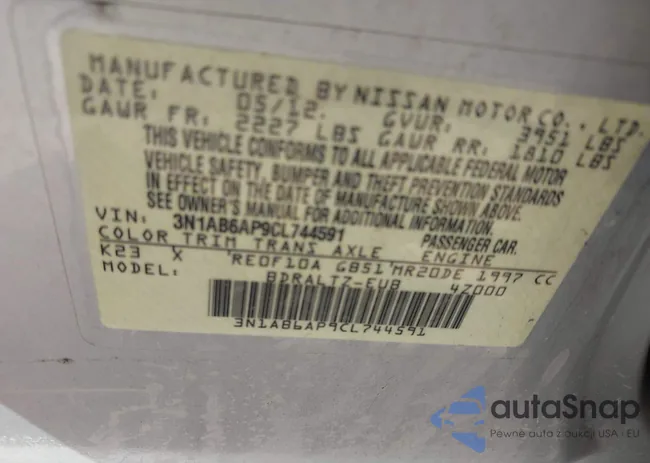 MANUFACTURED BY NISSAN MOTOR CO., LTD.
DATE: 05/12. GVWR: 3951 LBS
GAWR FR: 2227 LBS GAWR RR: 1810 LBS
THIS VEHICLE CONFORMS TO ALL APPLICABLE FEDERAL MOTOR
VEHICLE SAFETY, BUMPER AND THEFT PREVENTION STANDARDS
IN EFFECT ON THE DATE OF MANUFACTURE SHOWN ABOVE.
SEE OWNER'S MANUAL FOR ADDITIONAL INFORMATION.
VIN: 3N1AB6AP9CL744591 PASSENGER CAR.
COLOR TRIM TRANS AXLE ENGINE
K23 X RE0F10A GB51 MR20DE 1997 CC
MODEL: BDRALTZ-EUB 4Z000
3N1AB6AP9CL744591
autaSnap
Pewne auta z aukcji USA - EU